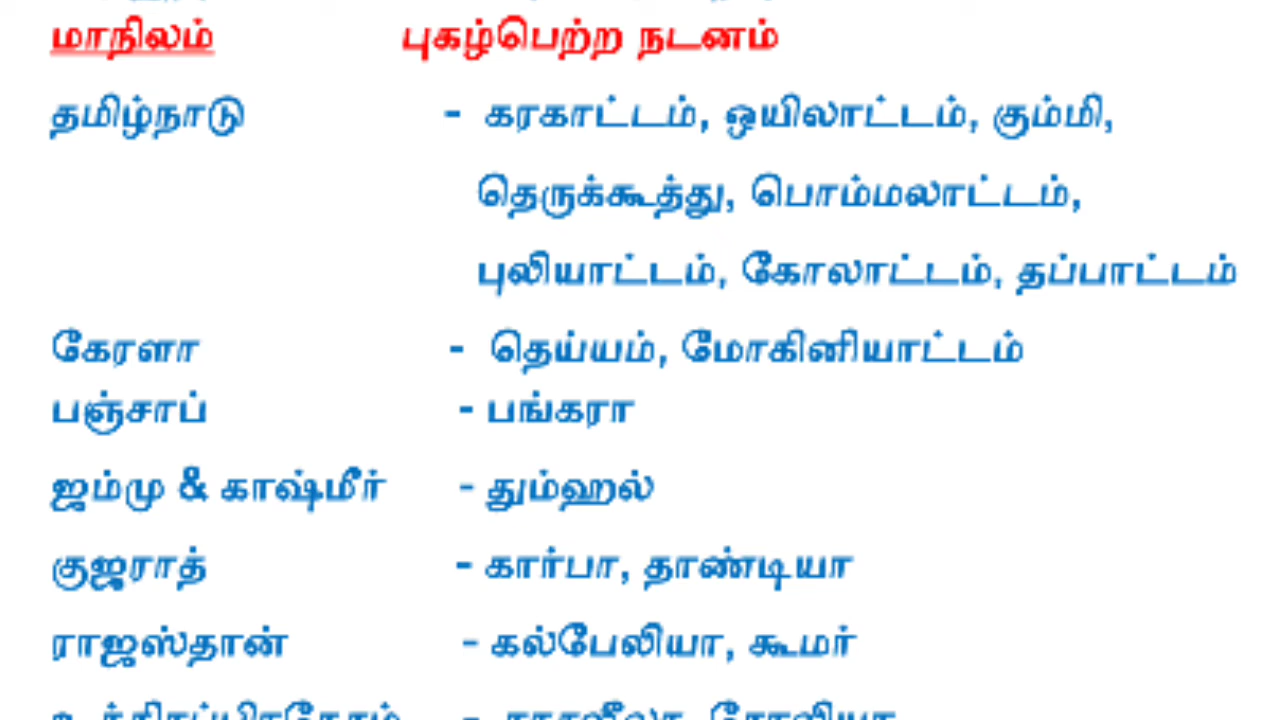 மாநிலம் புகழ்பெற்ற நடனம்
தமிழ்நாடு - கரகாட்டம், ஒயிலாட்டம், கும்மி,
தெருக்கூத்து, பொம்மலாட்டம்,
புலியாட்டம், கோலாட்டம், தப்பாட்டம்
கேரளா - தெய்யம், மோகினியாட்டம்
பஞ்சாப் - பங்கரா
ஜம்மு & காஷ்மீர் - தும்ஹல்
குஜராத் - கார்பா, தாண்டியா
ராஜஸ்தான் - கல்பேலியா, கூமர்